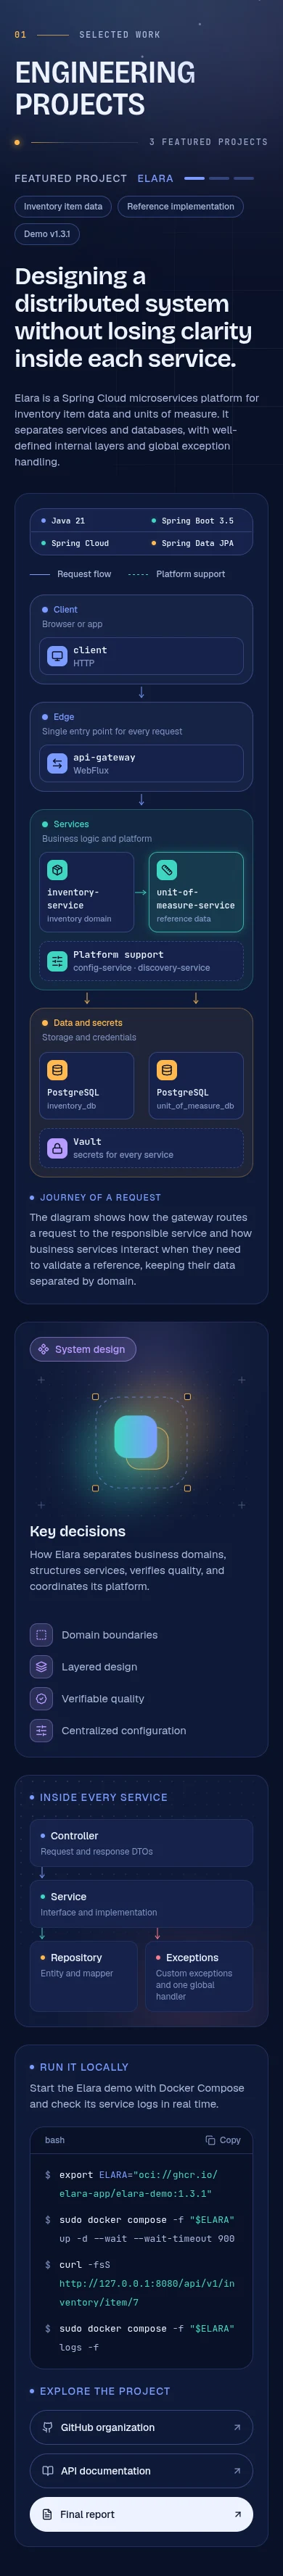 01 SELECTED WORK
ENGINEERING
PROJECTS
3 FEATURED PROJECTS
FEATURED PROJECT ELARA
Inventory item data
Reference implementation
Demo v1.3.1
Designing a
distributed system
without losing clarity
inside each service.
Elara is a Spring Cloud microservices platform for
inventory item data and units of measure. It
separates services and databases, with well-
defined internal layers and global exception
handling.
Java 21
Spring Boot 3.5
Spring Cloud
Spring Data JPA
Request flow
Platform support
Client
Browser or app
client
HTTP
Edge
Single entry point for every request
api-gateway
WebFlux
Services
Business logic and platform
inventory-
service
inventory domain
unit-of-
measure-service
reference data
Platform support
config-service · discovery-service
Data and secrets
Storage and credentials
PostgreSQL
inventory_db
PostgreSQL
unit_of_measure_db
Vault
secrets for every service
JOURNEY OF A REQUEST
The diagram shows how the gateway routes
a request to the responsible service and how
business services interact when they need
to validate a reference, keeping their data
separated by domain.
System design
Key decisions
How Elara separates business domains,
structures services, verifies quality, and
coordinates its platform.
Domain boundaries
Layered design
Verifiable quality
Centralized configuration
INSIDE EVERY SERVICE
Controller
Request and response DTOs
Service
Interface and implementation
Repository
Entity and mapper
Exceptions
Custom exceptions
and one global
handler
RUN IT LOCALLY
Start the Elara demo with Docker Compose
and check its service logs in real time.
bash
Copy
$ export ELARA="oci://ghcr.io/
elara-app/elara-demo:1.3.1"
$ sudo docker compose -f "$ELARA"
up -d --wait --wait-timeout 900
$ curl -fsS
http://127.0.0.1:8080/api/v1/in
ventory/item/7
$ sudo docker compose -f "$ELARA"
logs -f
EXPLORE THE PROJECT
GitHub organization
API documentation
Final report